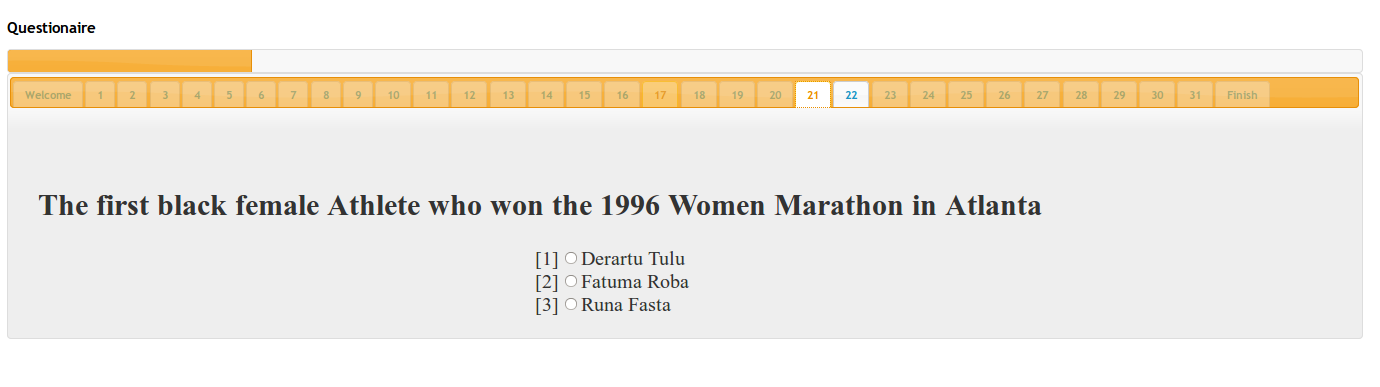 Questionaire
Welcome 1 2 3 4 5 6 7 8 9 10 11 12 13 14 15 16 17 18 19 20 21 22 23 24 25 26 27 28 29 30 31 Finish
The first black female Athlete who won the 1996 Women Marathon in Atlanta
[1] Derartu Tulu
[2] Fatuma Roba
[3] Runa Fasta